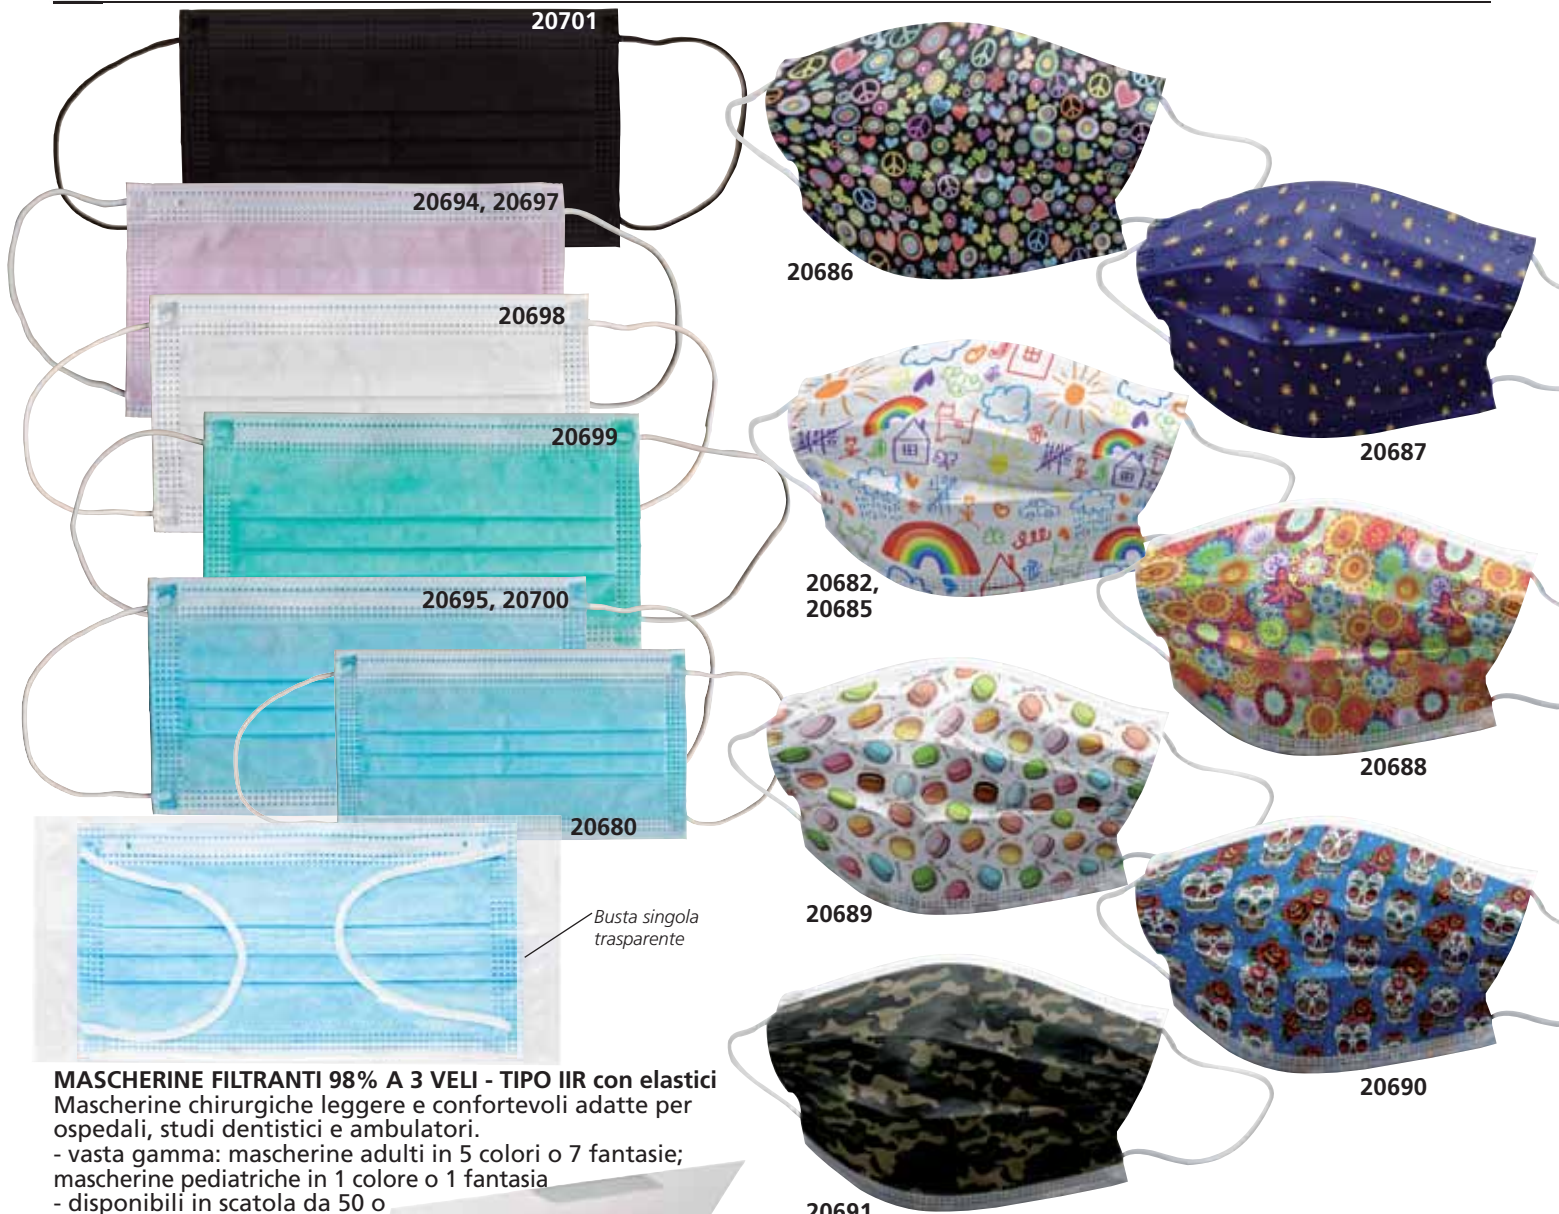 20701
20694, 20697
20698
20699
20695, 20700
20680
Busta singola
trasparente
MASCHERINE FILTRANTI 98% A 3 VELI - TIPO IIR con elastici
Mascherine chirurgiche leggere e confortevoli adatte per
ospedali, studi dentistici e ambulatori.
- vasta gamma: mascherine adulti in 5 colori o 7 fantasie;
mascherine pediatriche in 1 colore o 1 fantasia
- disponibili in scatola da 50 o
20686
20687
20682,
20685
20688
20689
20690
20691